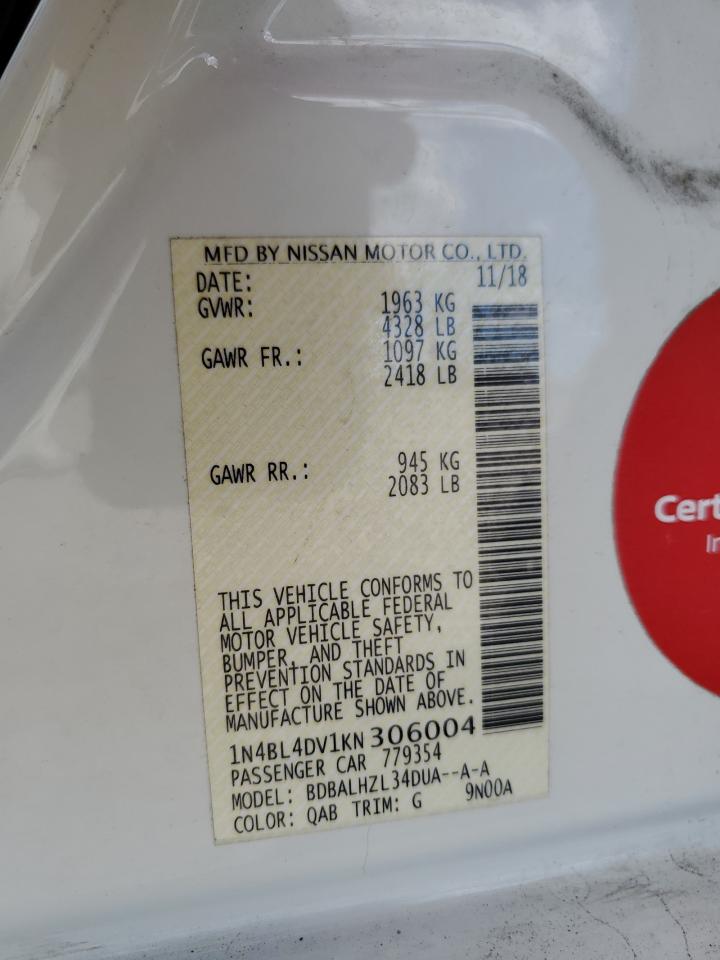 MFD BY NISSAN MOTOR CO., LTD.
DATE: 11/18
GVWR: 1963 KG
4328 LB
GAWR FR.: 1097 KG
2418 LB
GAWR RR.: 945 KG
2083 LB
THIS VEHICLE CONFORMS TO
ALL APPLICABLE FEDERAL
MOTOR VEHICLE SAFETY,
BUMPER, AND THEFT
PREVENTION STANDARDS IN
EFFECT ON THE DATE OF
MANUFACTURE SHOWN ABOVE.
1N4BL4DV1KN306004
PASSENGER CAR 779354
MODEL: BDBALHZL34DUA--A-A
COLOR: QAB TRIM: G 9N00A
Cert
In